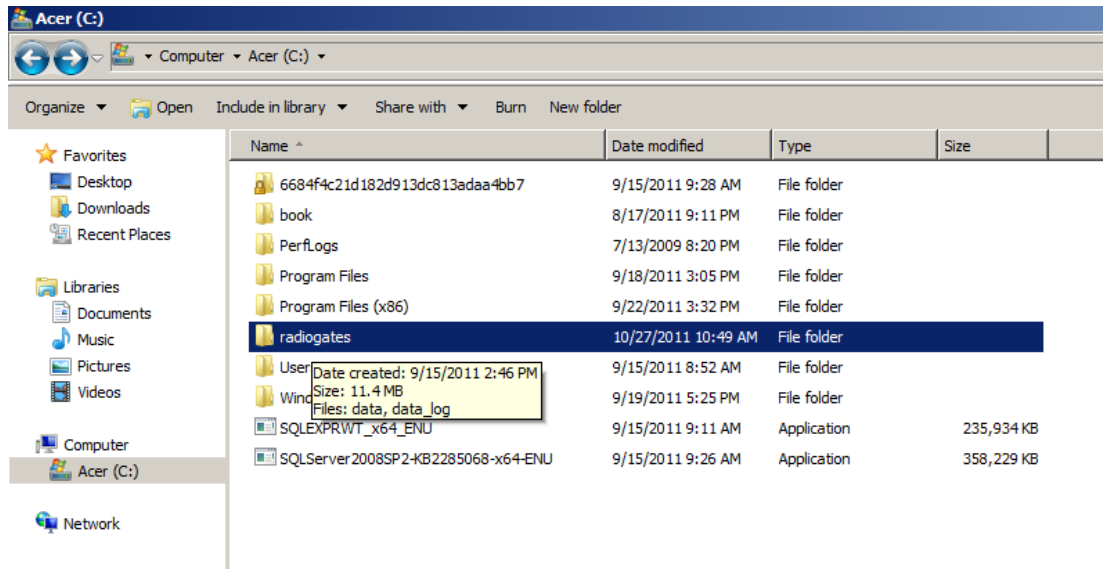 Acer (C:)
Computer Acer (C:)
Organize Open Include in library Share with Burn New folder
Favorites
Desktop
Downloads
Recent Places
Libraries
Documents
Music
Pictures
Videos
Computer
Acer (C:)
Network
Name Date modified Type Size
6684f4c21d182d913dc813adaa4bb7 9/15/2011 9:28 AM File folder
book 8/17/2011 9:11 PM File folder
PerfLogs 7/13/2009 8:20 PM File folder
Program Files 9/18/2011 3:05 PM File folder
Program Files (x86) 9/22/2011 3:32 PM File folder
radiogates 10/27/2011 10:49 AM File folder
User 9/15/2011 8:52 AM File folder
Wind 9/19/2011 5:25 PM File folder
Date created: 9/15/2011 2:46 PM
Size: 11.4 MB
Files: data, data_log
SQLEXPRWT_x64_ENU 9/15/2011 9:11 AM Application 235,934 KB
SQLServer2008SP2-KB2285068-x64-ENU 9/15/2011 9:26 AM Application 358,229 KB